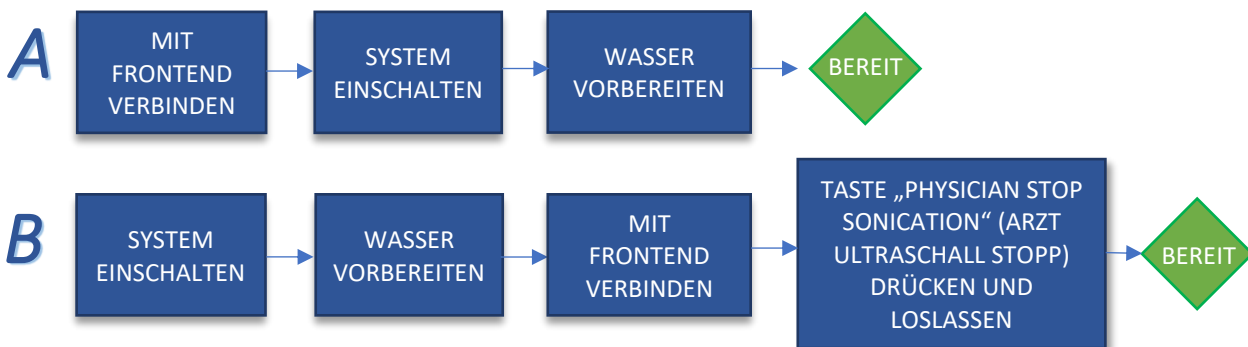 A
MIT
FRONTEND
VERBINDEN
SYSTEM
EINSCHALTEN
WASSER
VORBEREITEN
BEREIT
B
SYSTEM
EINSCHALTEN
WASSER
VORBEREITEN
MIT
FRONTEND
VERBINDEN
TASTE „PHYSICIAN STOP
SONICATION“ (ARZT
ULTRASCHALL STOPP)
DRÜCKEN UND
LOSLASSEN
BEREIT